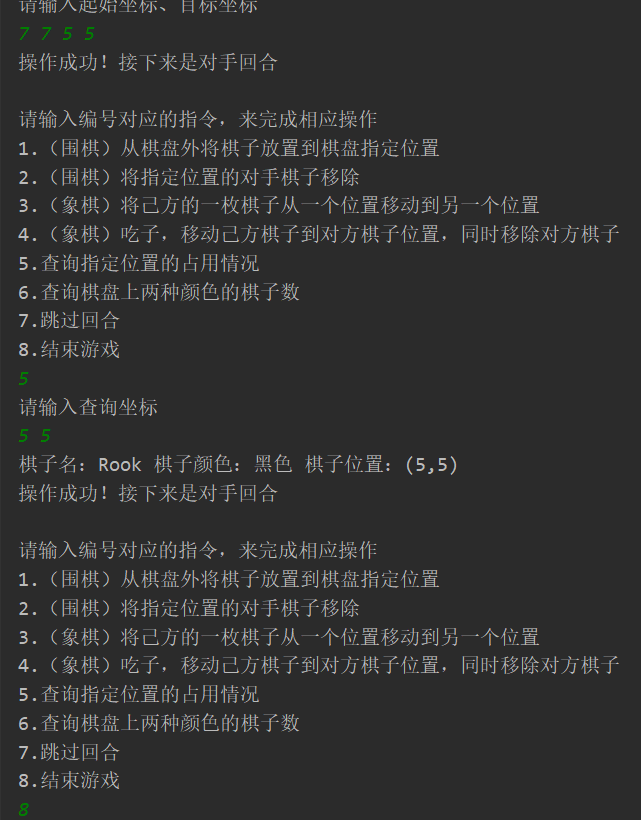 请输入起始坐标、目标坐标
7 7 5 5
操作成功！接下来是对手回合
请输入编号对应的指令，来完成相应操作
1.（围棋）从棋盘外将棋子放置到棋盘指定位置
2.（围棋）将指定位置的对手棋子移除
3.（象棋）将己方的一枚棋子从一个位置移动到另一个位置
4.（象棋）吃子，移动己方棋子到对方棋子位置，同时移除对方棋子
5.查询指定位置的占用情况
6.查询棋盘上两种颜色的棋子数
7.跳过回合
8.结束游戏
5
请输入查询坐标
5 5
棋子名：Rook 棋子颜色：黑色 棋子位置：(5,5)
操作成功！接下来是对手回合
请输入编号对应的指令，来完成相应操作
1.（围棋）从棋盘外将棋子放置到棋盘指定位置
2.（围棋）将指定位置的对手棋子移除
3.（象棋）将己方的一枚棋子从一个位置移动到另一个位置
4.（象棋）吃子，移动己方棋子到对方棋子位置，同时移除对方棋子
5.查询指定位置的占用情况
6.查询棋盘上两种颜色的棋子数
7.跳过回合
8.结束游戏
8